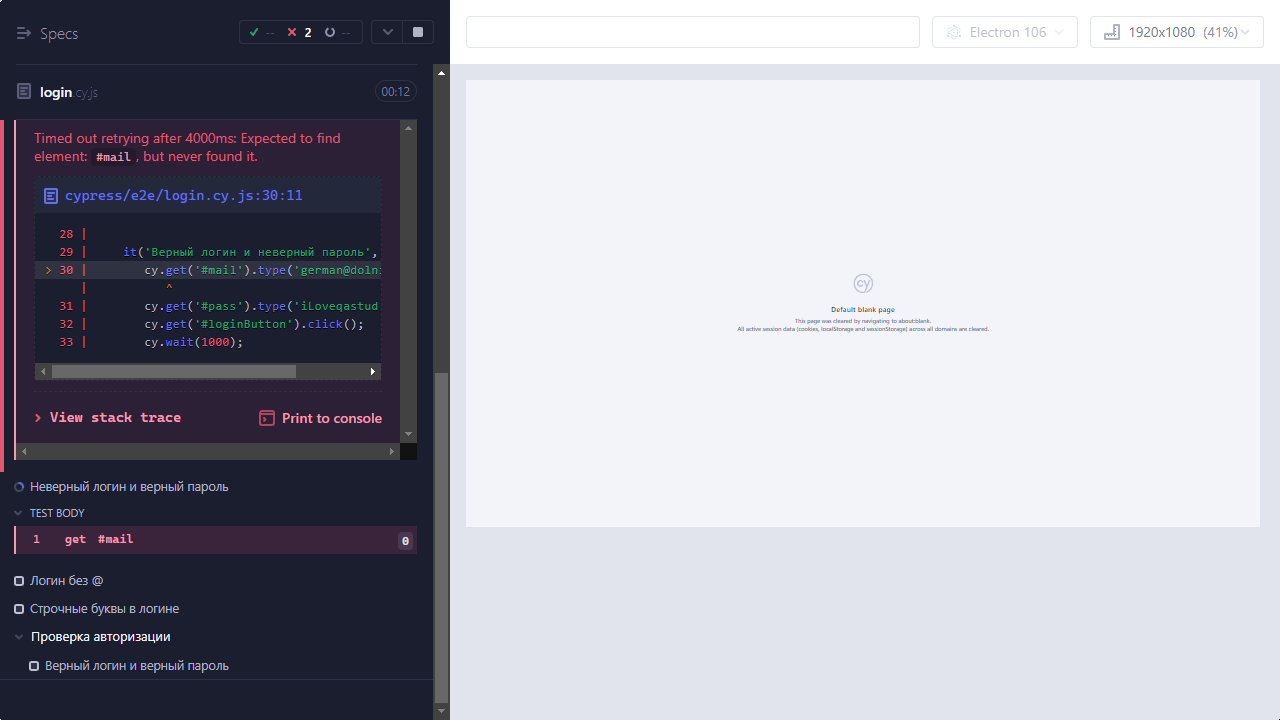 Specs
-- 2 --
Electron 106
1920x1080 (41%)
login.cy.js
00:12
Timed out retrying after 4000ms: Expected to find
element: #mail, but never found it.
cypress/e2e/login.cy.js:30:11
28 |
29 | it('Верный логин и неверный пароль',
> 30 | cy.get('#mail').type('german@dolni
| ^
31 | cy.get('#pass').type('iLoveqastud
32 | cy.get('#loginButton').click();
33 | cy.wait(1000);
> View stack trace
Print to console
Неверный логин и верный пароль
TEST BODY
1 get #mail 0
Логин без @
Строчные буквы в логине
Проверка авторизации
Верный логин и верный пароль
cy
Default blank page
This page was cleared by navigating to about:blank.
All active session data (cookies, localStorage and sessionStorage) across all domains are cleared.